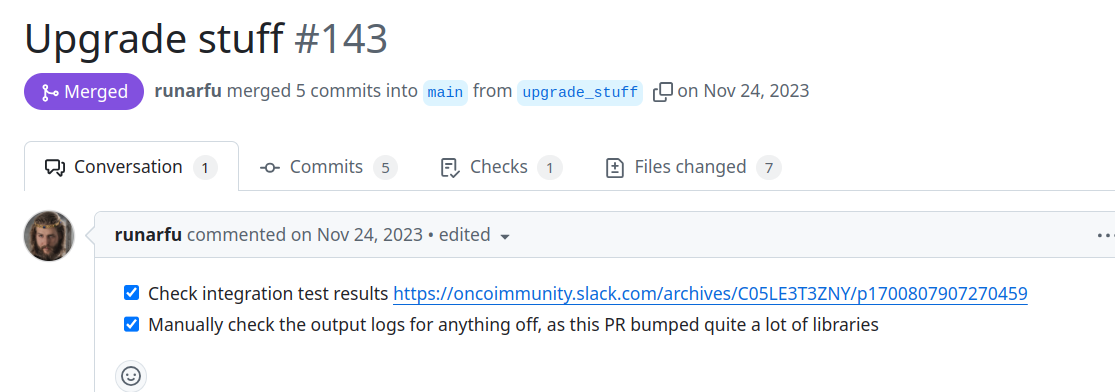 Upgrade stuff #143
Merged runarfu merged 5 commits into main from upgrade_stuff on Nov 24, 2023
Conversation 1 Commits 5 Checks 1 Files changed 7
runarfu commented on Nov 24, 2023 • edited
Check integration test results https://oncoimmunity.slack.com/archives/C05LE3T3ZNY/p1700807907270459
Manually check the output logs for anything off, as this PR bumped quite a lot of libraries